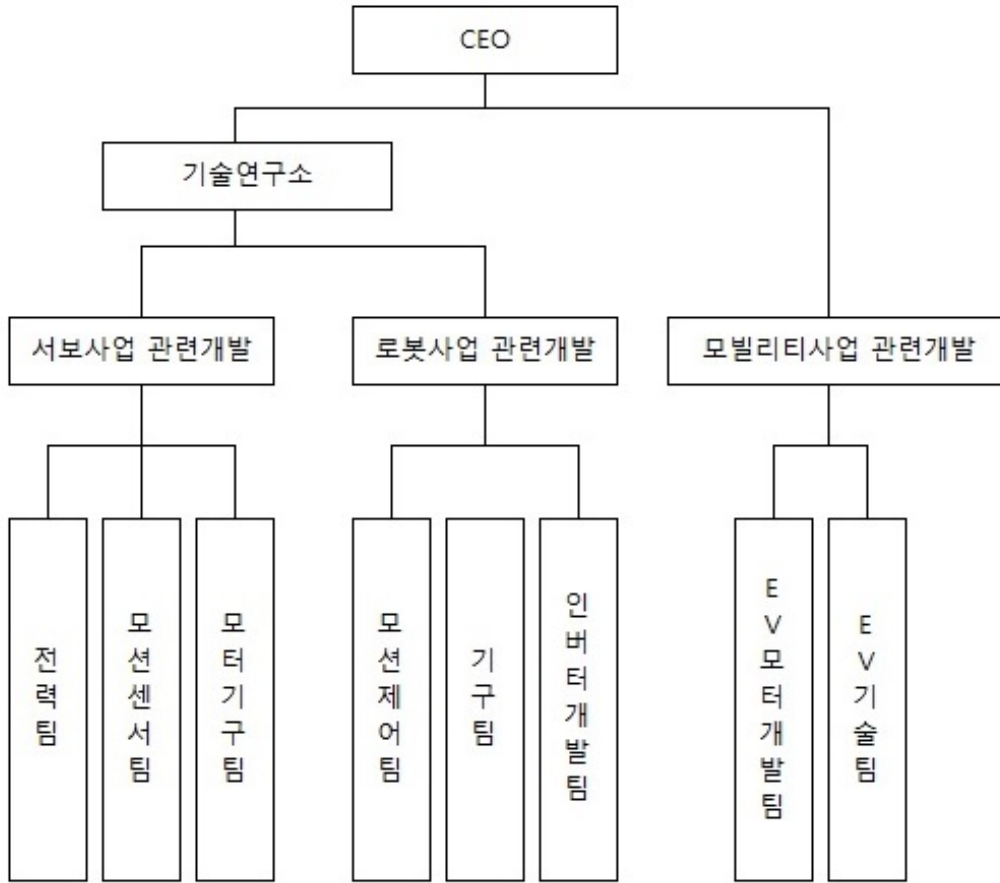 CEO
기술연구소
서보사업 관련개발
로봇사업 관련개발
모빌리티사업 관련개발
전력팀
모션센서팀
모터기구팀
모션제어팀
기구팀
인버터개발팀
EV모터개발팀
EV기술팀